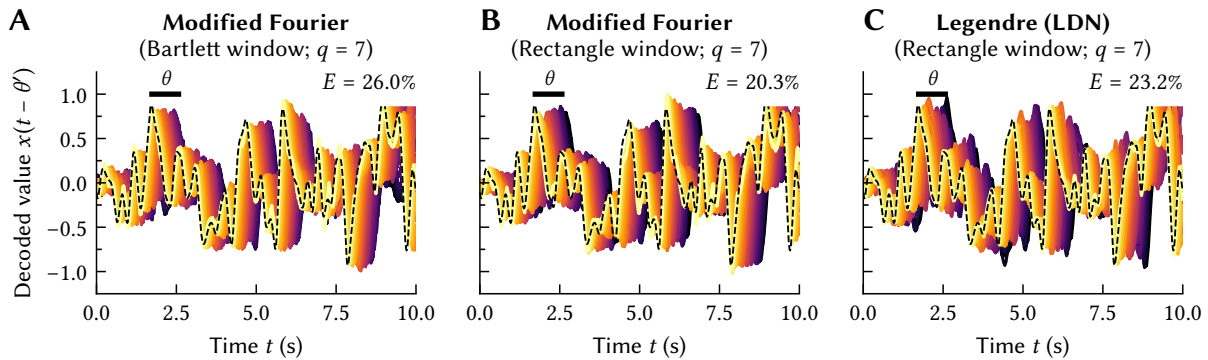 A
Modified Fourier
(Bartlett window; q = 7)
θ
E = 26.0%
Decoded value x(t − θ′)
1.0
0.5
0.0
−0.5
−1.0
0.0 2.5 5.0 7.5 10.0
Time t (s)
B
Modified Fourier
(Rectangle window; q = 7)
θ
E = 20.3%
0.0 2.5 5.0 7.5 10.0
Time t (s)
C
Legendre (LDN)
(Rectangle window; q = 7)
θ
E = 23.2%
0.0 2.5 5.0 7.5 10.0
Time t (s)